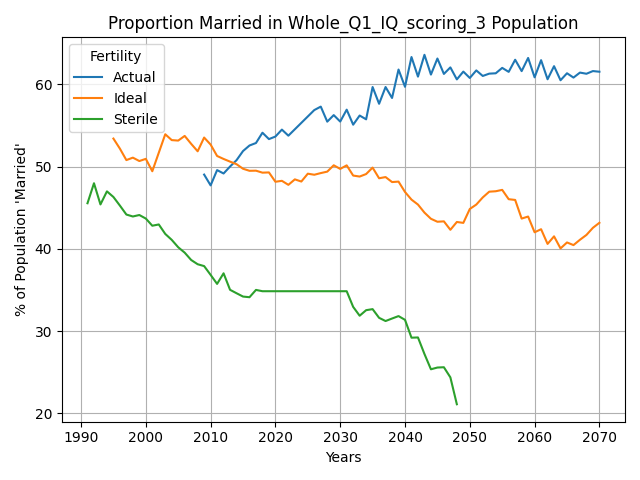 Proportion Married in Whole_Q1_IQ_scoring_3 Population
Fertility
Actual
Ideal
Sterile
% of Population 'Married'
60
50
40
30
20
1990 2000 2010 2020 2030 2040 2050 2060 2070
Years